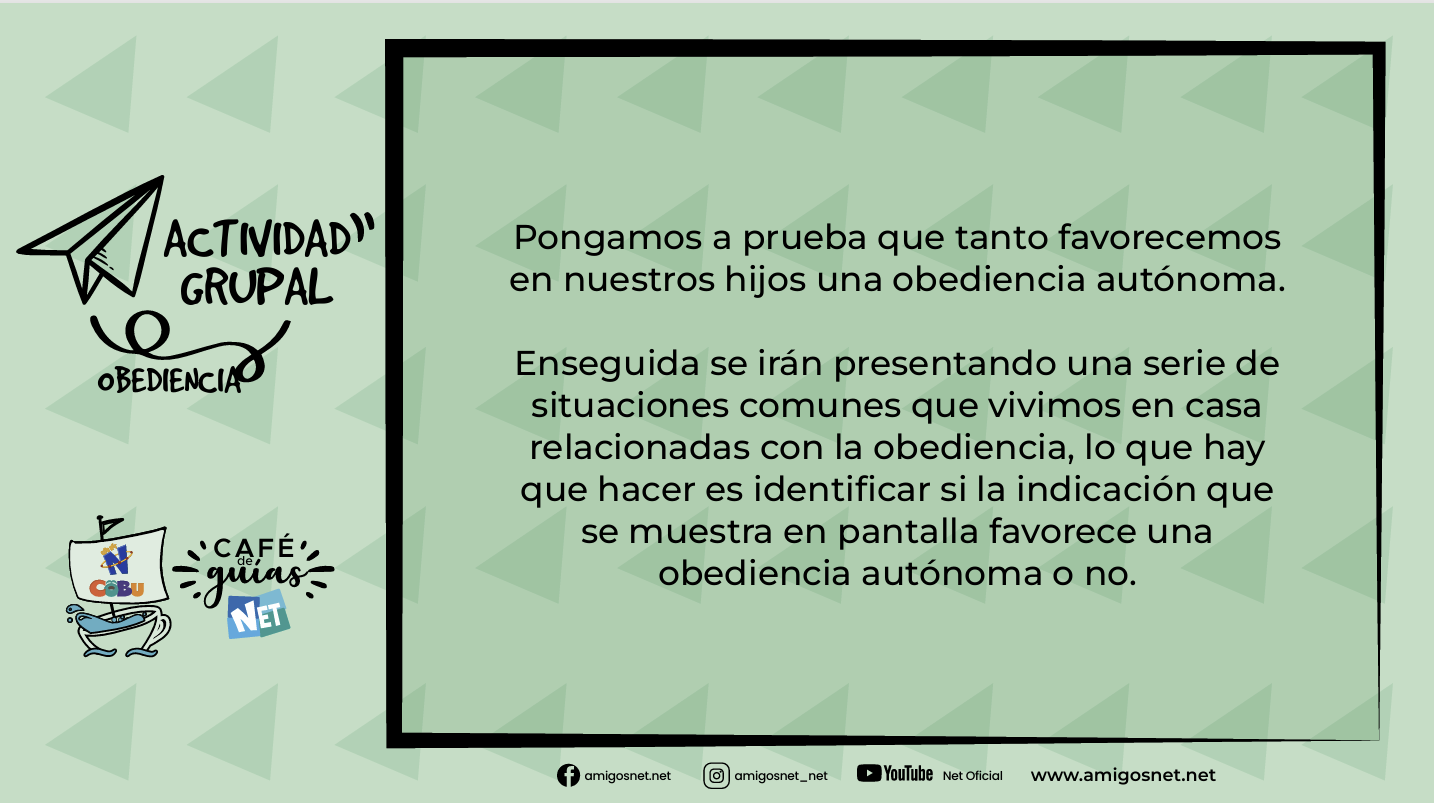 ACTIVIDAD
GRUPAL
OBEDIENCIA
Pongamos a prueba que tanto favorecemos
en nuestros hijos una obediencia autónoma.
Enseguida se irán presentando una serie de
situaciones comunes que vivimos en casa
relacionadas con la obediencia, lo que hay
que hacer es identificar si la indicación que
se muestra en pantalla favorece una
obediencia autónoma o no.
N
COBU
CAFÉ
de
guías
NET
amigosnet.net
amigosnet_net
YouTube Net Oficial
www.amigosnet.net